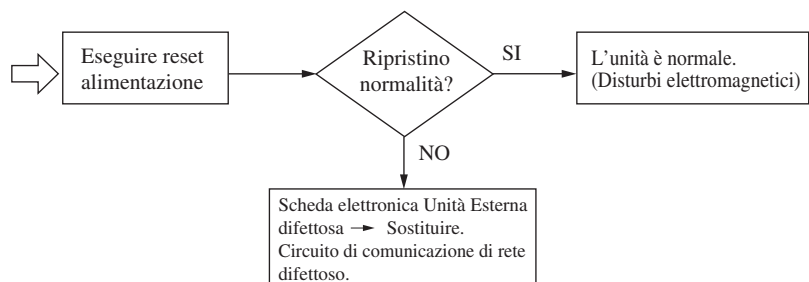 Eseguire reset
alimentazione
Ripristino
normalità?
SI
L'unità è normale.
(Disturbi elettromagnetici)
NO
Scheda elettronica Unità Esterna
difettosa → Sostituire.
Circuito di comunicazione di rete
difettoso.